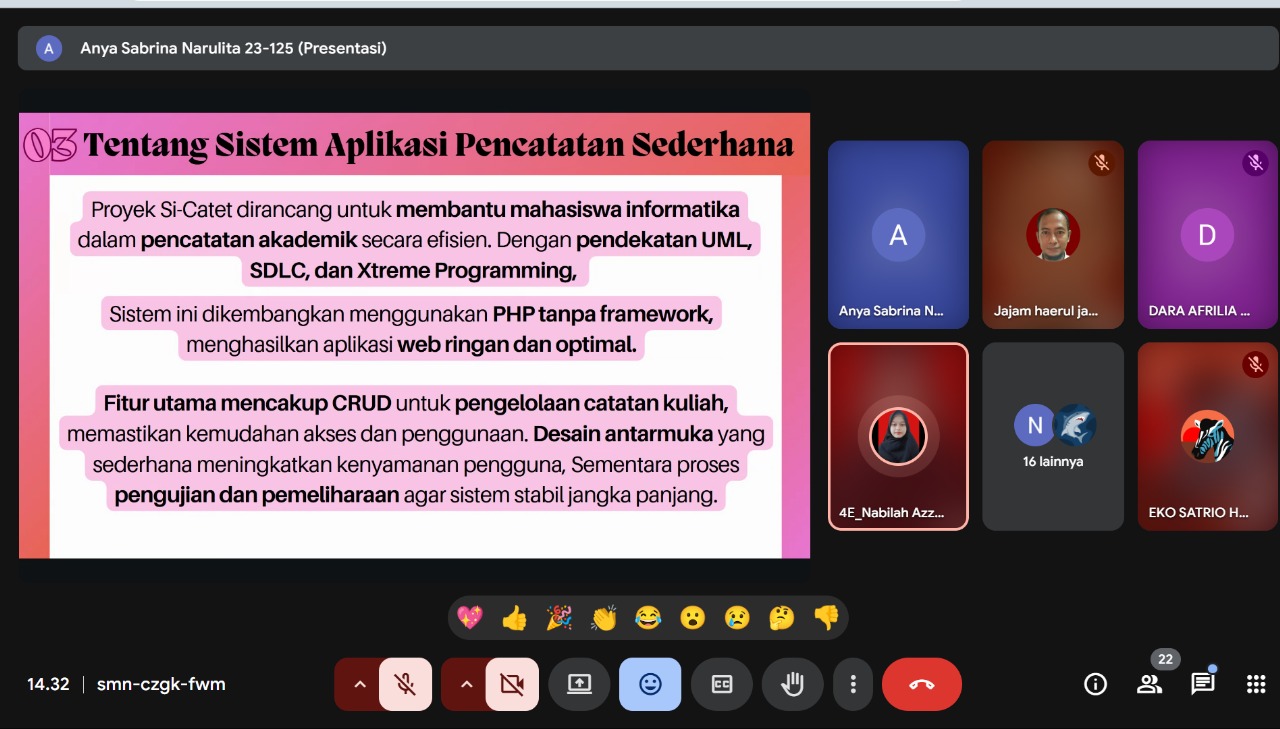 A
Anya Sabrina Narulita 23-125 (Presentasi)
03 Tentang Sistem Aplikasi Pencatatan Sederhana
Proyek Si-Catet dirancang untuk membantu mahasiswa informatika
dalam pencatatan akademik secara efisien. Dengan pendekatan UML,
SDLC, dan Xtreme Programming,
Sistem ini dikembangkan menggunakan PHP tanpa framework,
menghasilkan aplikasi web ringan dan optimal.
Fitur utama mencakup CRUD untuk pengelolaan catatan kuliah,
memastikan kemudahan akses dan penggunaan. Desain antarmuka yang
sederhana meningkatkan kenyamanan pengguna, Sementara proses
pengujian dan pemeliharaan agar sistem stabil jangka panjang.
A
Anya Sabrina N...
Jajam haerul ja...
D
DARA AFRILIA ...
4E_Nabilah Azz...
N
16 lainnya
EKO SATRIO H...
14.32
smn-czgk-fwm
CC
22